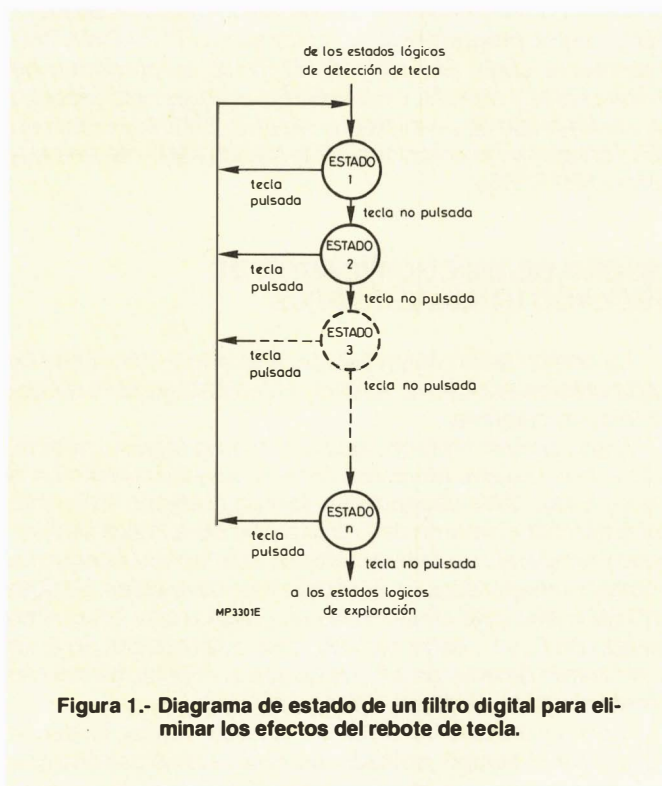 de los estados lógicos
de detección de tecla
ESTADO
1
tecla
pulsada
tecla no pulsada
ESTADO
2
tecla
pulsada
tecla no pulsada
ESTADO
3
tecla
pulsada
tecla no pulsada
ESTADO
n
tecla
pulsada
tecla no pulsada
a los estados logicos
de exploración
MP3301E
Figura 1.- Diagrama de estado de un filtro digital para eli-
minar los efectos del rebote de tecla.